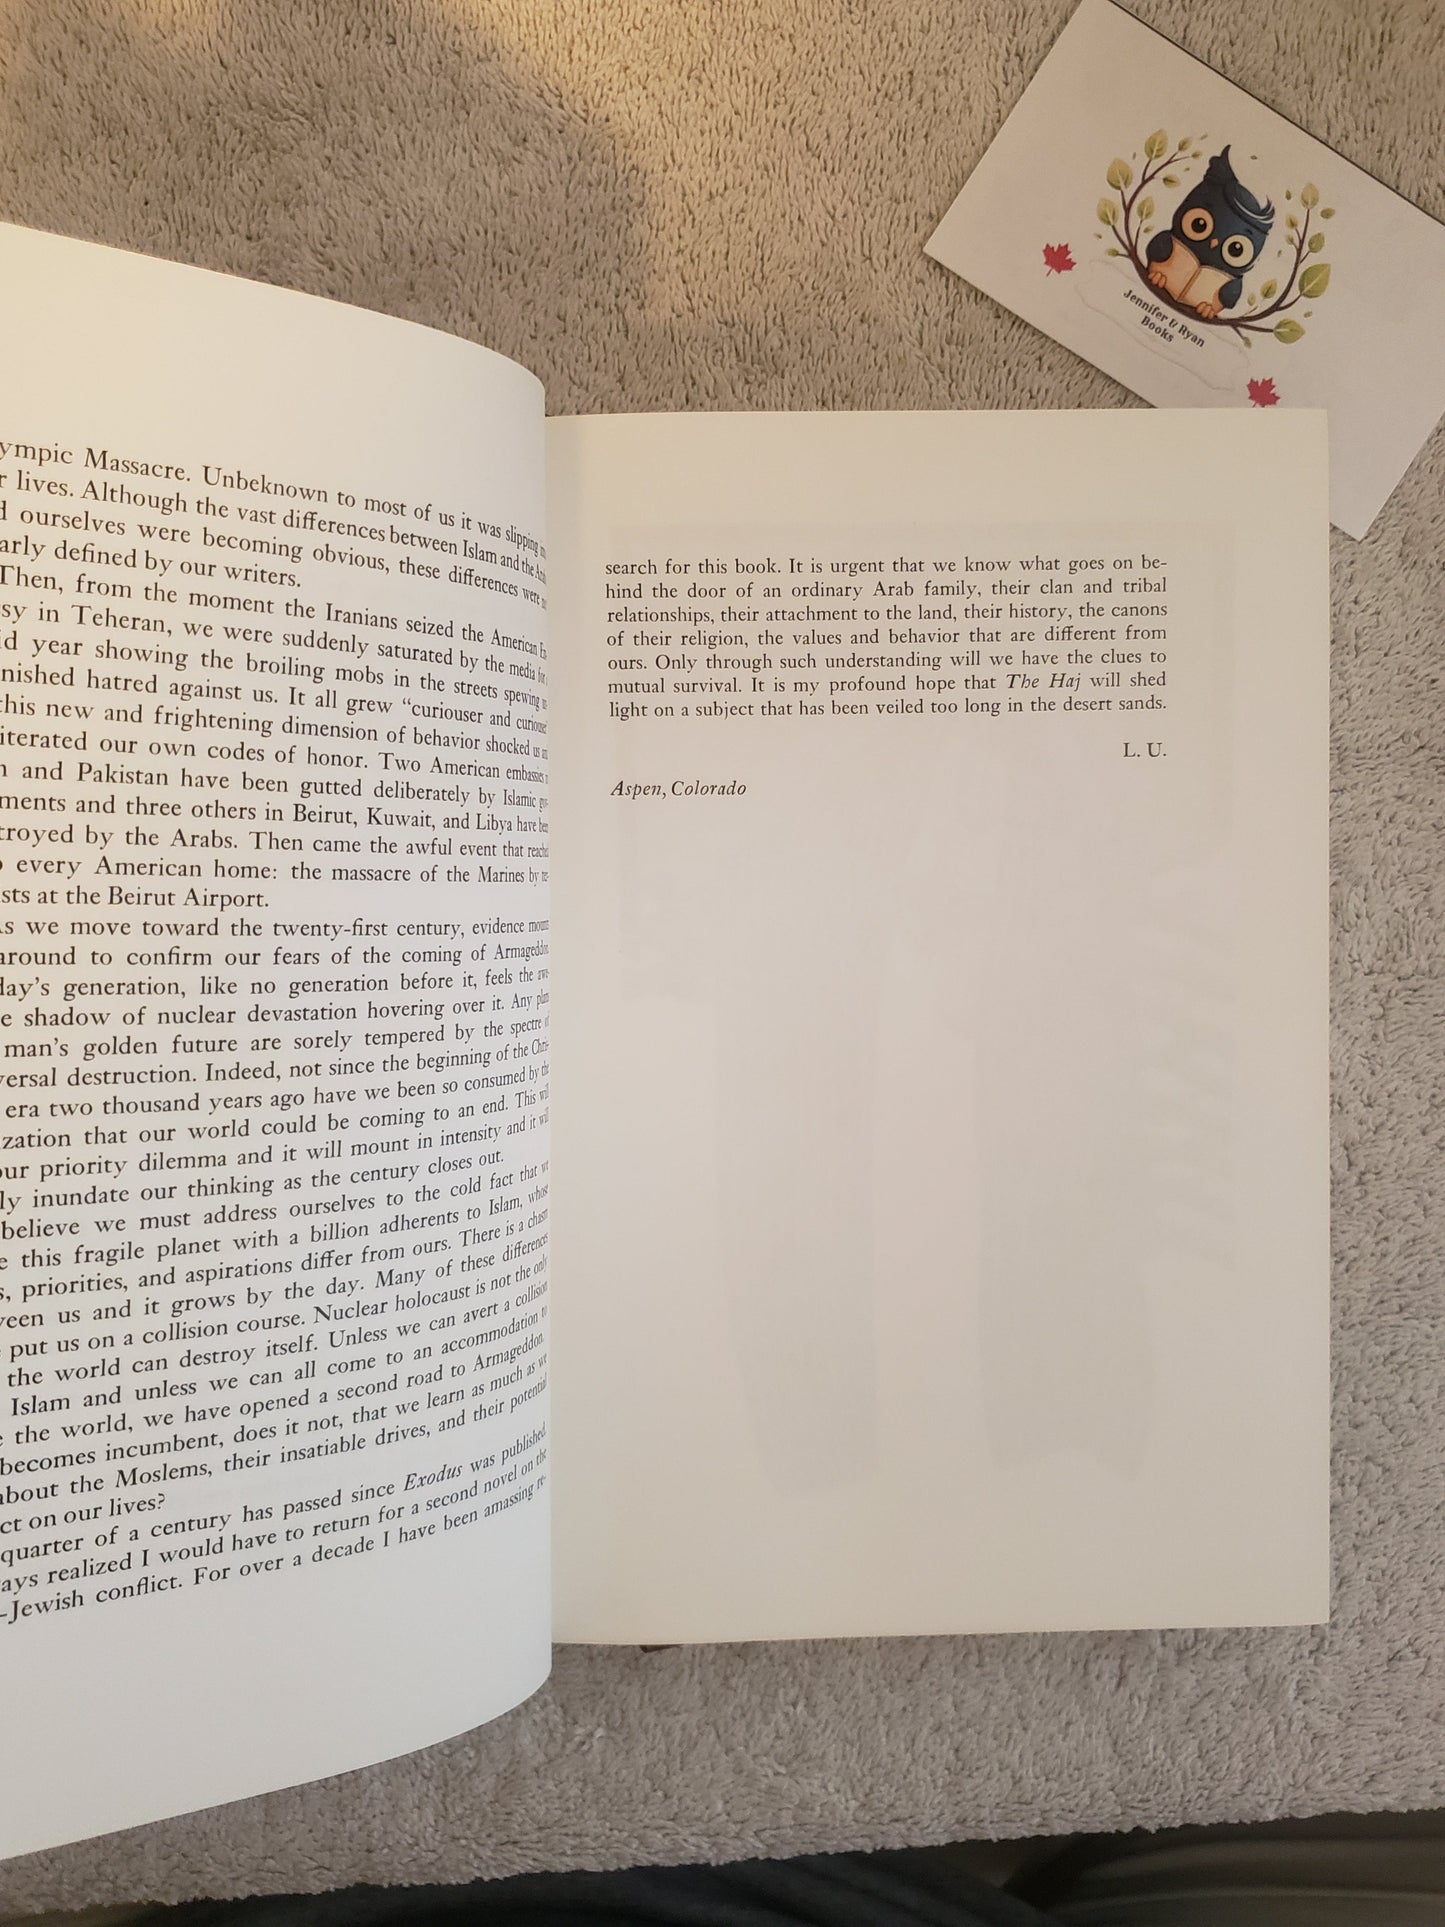 ympic Massacre. Unbeknown to most of us it was slipping
r lives. Although the vast differences between Islam and the
d ourselves were becoming obvious, these differences were
arly defined by our writers.
Then, from the moment the Iranians seized the American
sy in Teheran, we were suddenly saturated by the media for
id year showing the broiling mobs in the streets spewing
nished hatred against us. It all grew “curiouser and curiouser”
this new and frightening dimension of behavior shocked us
iterated our own codes of honor. Two American embassies
n and Pakistan have been gutted deliberately by Islamic
ments and three others in Beirut, Kuwait, and Libya have been
troyed by the Arabs. Then came the awful event that reached
o every American home: the massacre of the Marines by
sts at the Beirut Airport.
As we move toward the twenty-first century, evidence mounts
around to confirm our fears of the coming of Armageddon.
day’s generation, like no generation before it, feels the awe-
e shadow of nuclear devastation hovering over it. Any plans
man’s golden future are sorely tempered by the spectre of
versal destruction. Indeed, not since the beginning of the Chris-
era two thousand years ago have we been so consumed by the
ization that our world could be coming to an end. This will
our priority dilemma and it will mount in intensity and it will
ly inundate our thinking as the century closes out.
believe we must address ourselves to the cold fact that we
e this fragile planet with a billion adherents to Islam, whose
s, priorities, and aspirations differ from ours. There is a chasm
ween us and it grows by the day. Many of these differences
put us on a collision course. Nuclear holocaust is not the only
the world can destroy itself. Unless we can avert a collision
Islam and unless we can all come to an accommodation to
e the world, we have opened a second road to Armageddon.
becomes incumbent, does it not, that we learn as much as we
about the Moslems, their insatiable drives, and their potential
ct on our lives?
quarter of a century has passed since Exodus was published.
ays realized I would have to return for a second novel on the
–Jewish conflict. For over a decade I have been amassing re-
search for this book. It is urgent that we know what goes on be-
hind the door of an ordinary Arab family, their clan and tribal
relationships, their attachment to the land, their history, the canons
of their religion, the values and behavior that are different from
ours. Only through such understanding will we have the clues to
mutual survival. It is my profound hope that The Haj will shed
light on a subject that has been veiled too long in the desert sands.
L. U.
Aspen, Colorado
Jennifer & Ryan
Books